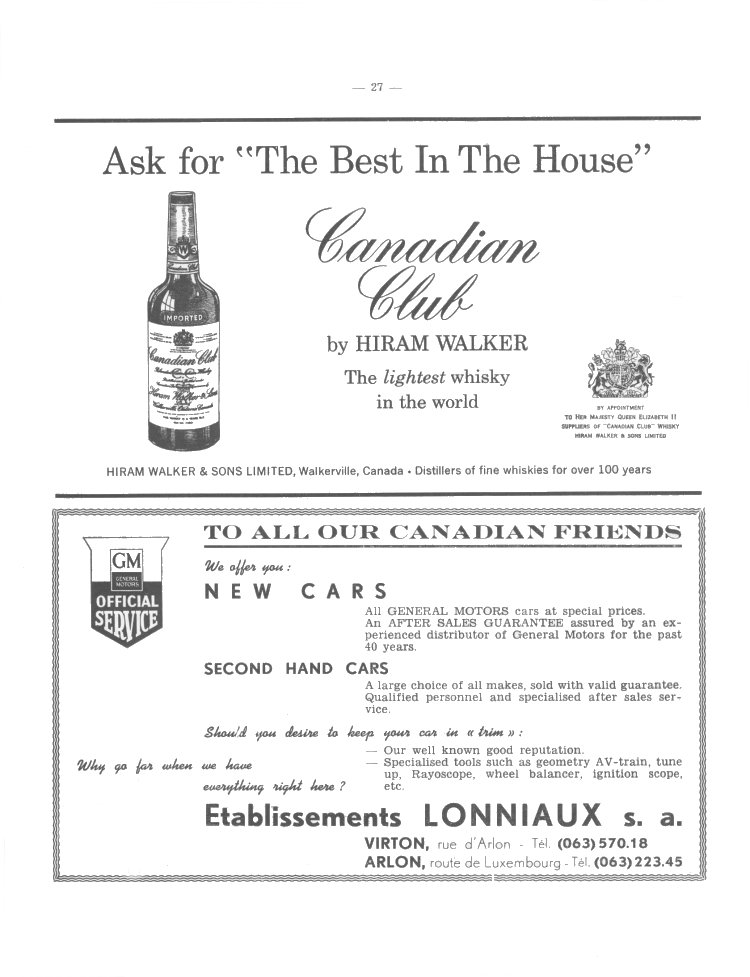 — 27 —
Ask for "The Best In The House"
IMPORTED
Canadian Club
Hiram Walker & Sons
Canadian
Club
by HIRAM WALKER
The lightest whisky
in the world
BY APPOINTMENT
TO HER MAJESTY QUEEN ELIZABETH II
SUPPLIERS OF "CANADIAN CLUB" WHISKY
HIRAM WALKER & SONS LIMITED
HIRAM WALKER & SONS LIMITED, Walkerville, Canada • Distillers of fine whiskies for over 100 years
TO ALL OUR CANADIAN FRIENDS
GM
GENERAL
MOTORS
OFFICIAL
SERVICE
We offer you :
NEW CARS
All GENERAL MOTORS cars at special prices.
An AFTER SALES GUARANTEE assured by an ex-
perienced distributor of General Motors for the past
40 years.
SECOND HAND CARS
A large choice of all makes, sold with valid guarantee.
Qualified personnel and specialised after sales ser-
vice.
Should you desire to keep your car in « trim » :
— Our well known good reputation.
— Specialised tools such as geometry AV-train, tune
up, Rayoscope, wheel balancer, ignition scope,
etc.
Why go far when we have
everything right here ?
Etablissements LONNIAUX s. a.
VIRTON, rue d'Arlon - Tél. (063) 570.18
ARLON, route de Luxembourg - Tél. (063) 223.45